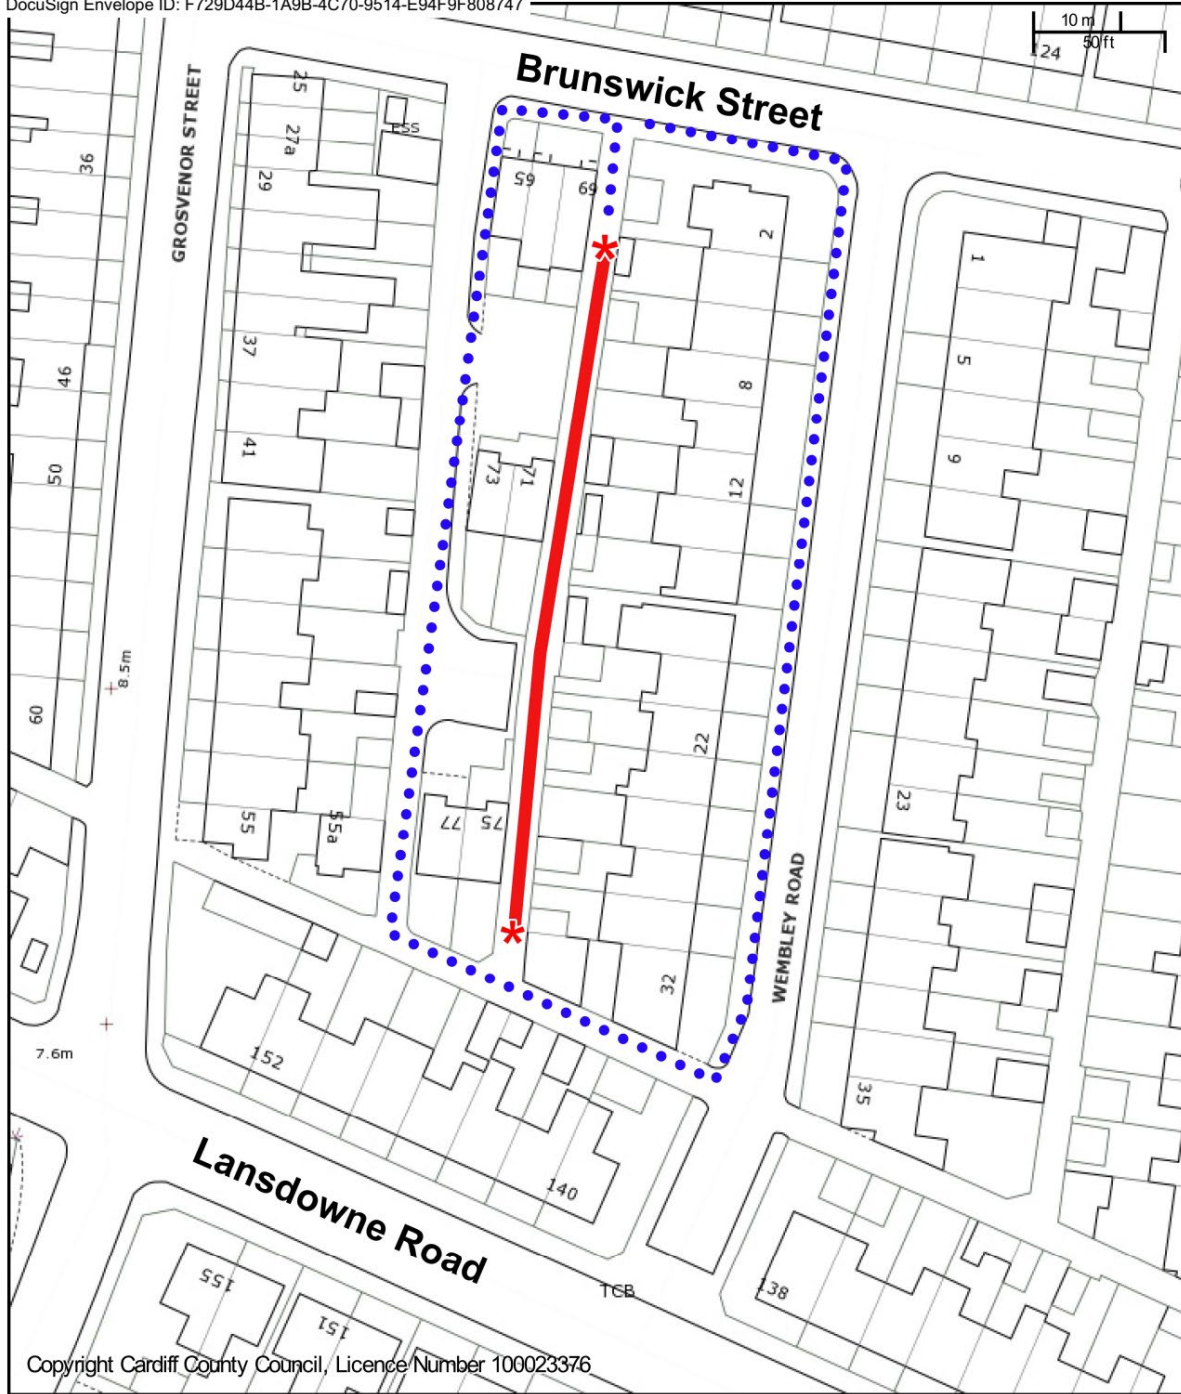 DocuSign Envelope ID: F729D44B-1A9B-4C70-9514-E94F9F808747
10 m
50 ft
124
Brunswick Street
GROSVENOR STREET
25
ESS
27a
36
29
65
69
2
1
37
46
8
5
41
50
73
71
12
9
8.5m
60
22
23
55
55a
77
75
WEMBLEY ROAD
32
7.6m
152
35
140
Lansdowne Road
155
TCB
138
151
Copyright Cardiff County Council, Licence Number 100023376